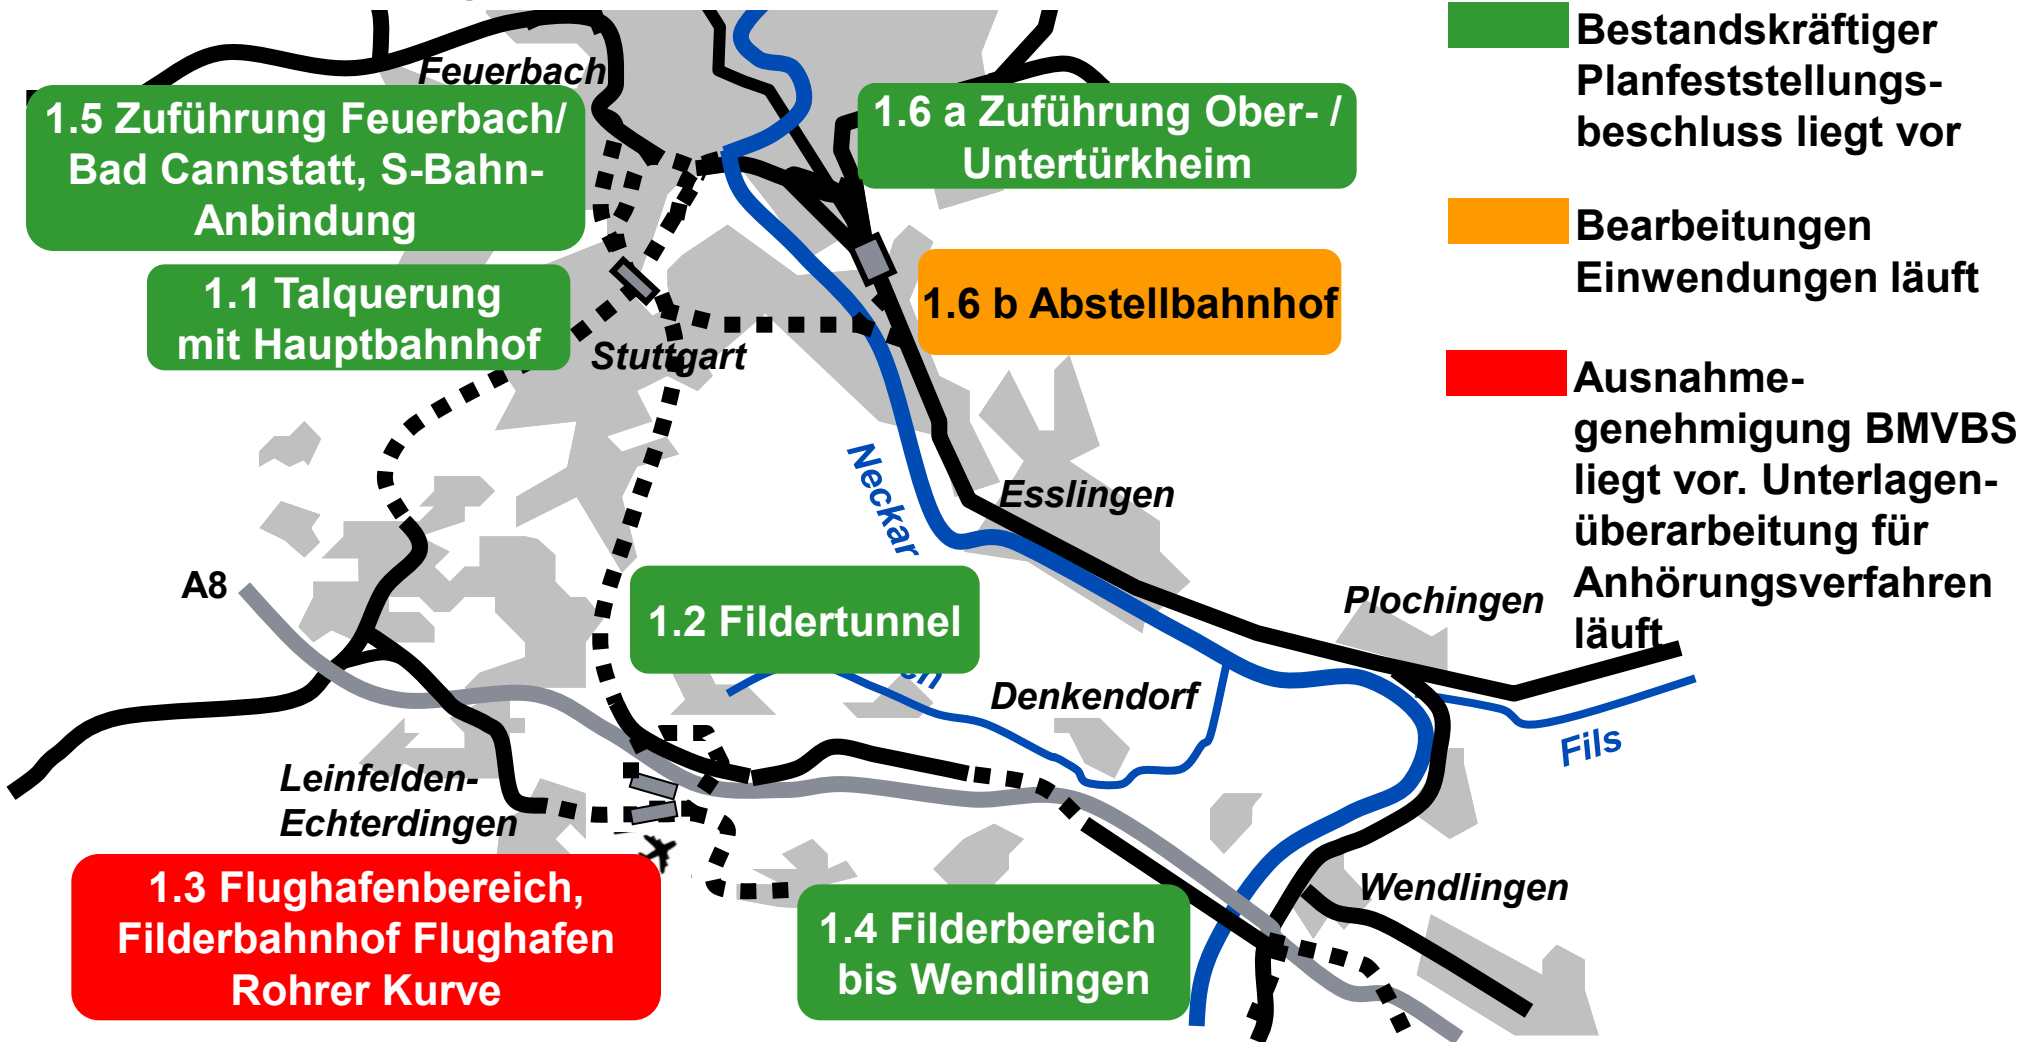 Feuerbach
1.5 Zuführung Feuerbach/
Bad Cannstatt, S-Bahn-
Anbindung
1.6 a Zuführung Ober- /
Untertürkheim
1.1 Talquerung
mit Hauptbahnhof
1.6 b Abstellbahnhof
Stuttgart
Neckar
Esslingen
A8
1.2 Fildertunnel
Plochingen
Denkendorf
Fils
Leinfelden-
Echterdingen
1.3 Flughafenbereich,
Filderbahnhof Flughafen
Rohrer Kurve
1.4 Filderbereich
bis Wendlingen
Wendlingen
Bestandskräftiger
Planfeststellungs-
beschluss liegt vor
Bearbeitungen
Einwendungen läuft
Ausnahme-
genehmigung BMVBS
liegt vor. Unterlagen-
überarbeitung für
Anhörungsverfahren
läuft